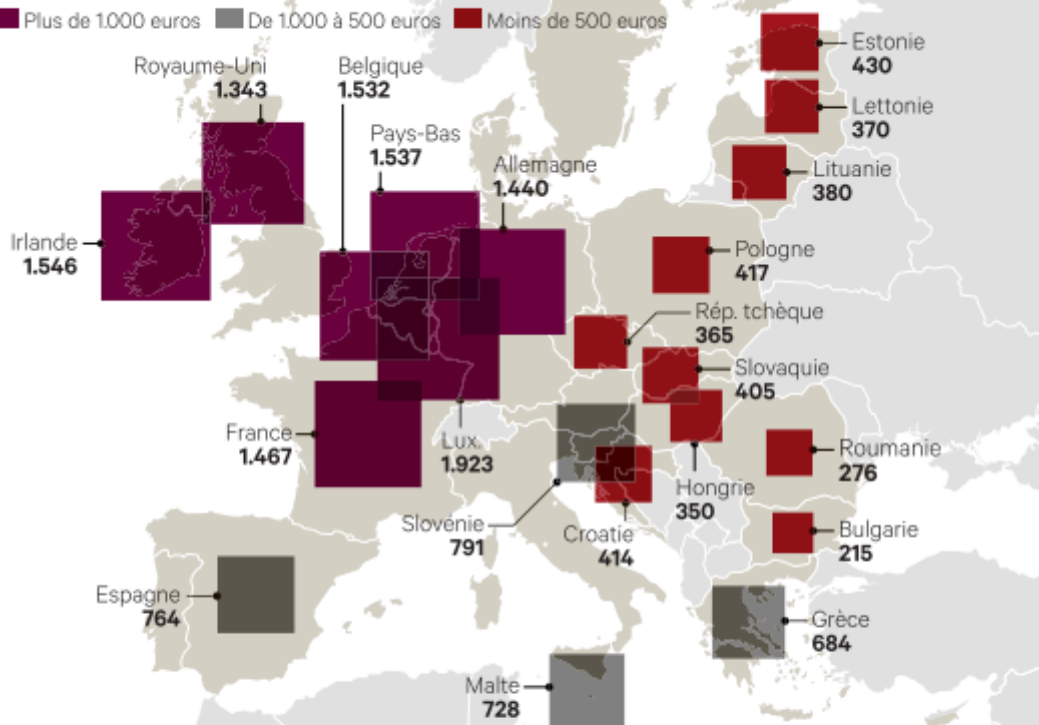 Plus de 1.000 euros
De 1.000 à 500 euros
Moins de 500 euros
Estonie
430
Royaume-Uni
1.343
Belgique
1.532
Lettonie
370
Pays-Bas
1.537
Allemagne
1.440
Lituanie
380
Irlande
1.546
Pologne
417
Rép. tchèque
365
Slovaquie
405
France
1.467
Lux.
1.923
Roumanie
276
Hongrie
350
Slovénie
791
Croatie
414
Bulgarie
215
Espagne
764
Grèce
684
Malte
728